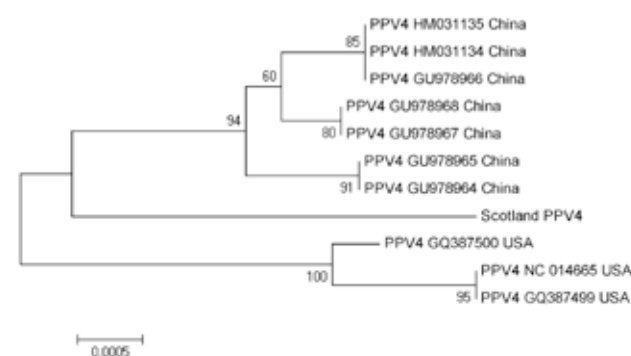 PPV4 HM031135 China
85
PPV4 HM031134 China
PPV4 GU978966 China
60
PPV4 GU978968 China
94
80 PPV4 GU978967 China
PPV4 GU978965 China
91 PPV4 GU978964 China
Scotland PPV4
PPV4 GQ387500 USA
100
PPV4 NC 014665 USA
95 PPV4 GQ387499 USA
0.0005